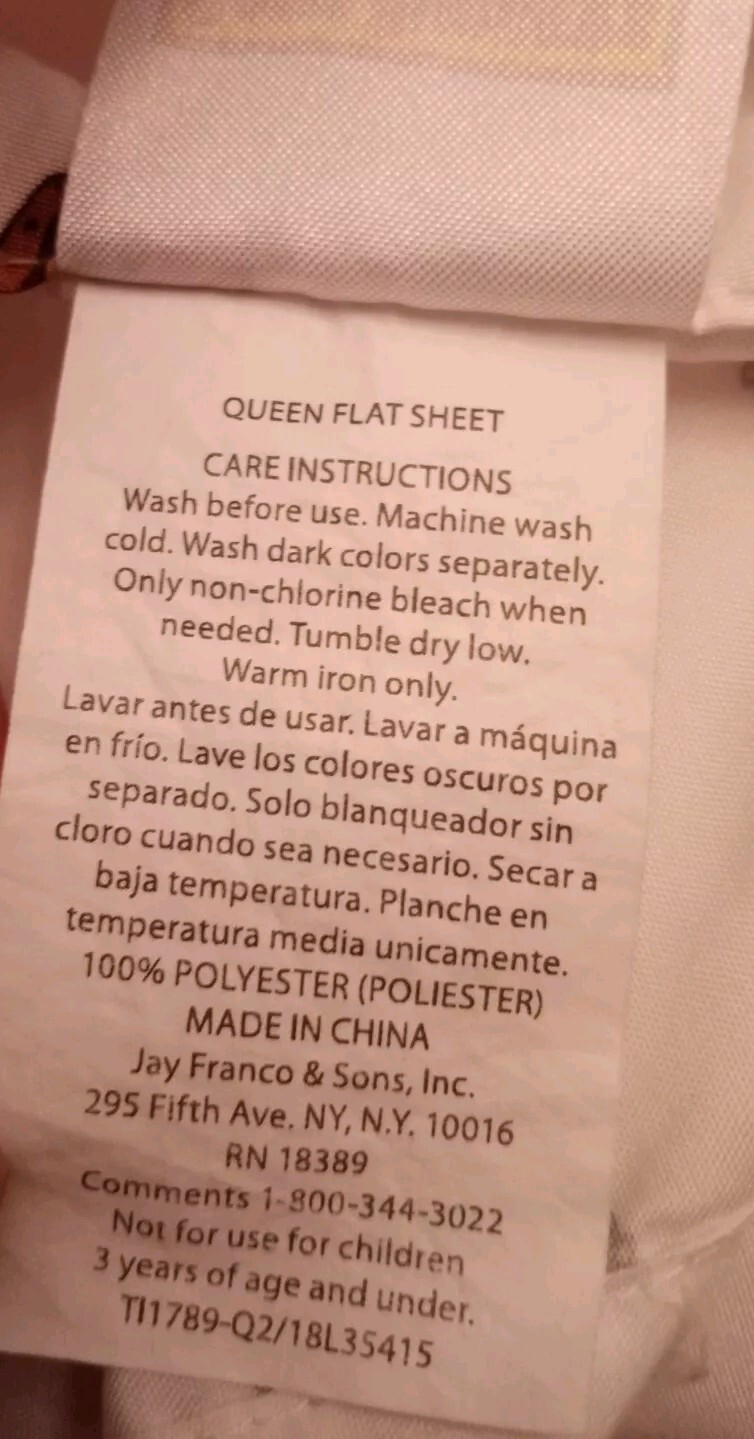 QUEEN FLAT SHEET
CARE INSTRUCTIONS
Wash before use. Machine wash
cold. Wash dark colors separately.
Only non-chlorine bleach when
needed. Tumble dry low.
Warm iron only.
Lavar antes de usar. Lavar a máquina
en frío. Lave los colores oscuros por
separado. Solo blanqueador sin
cloro cuando sea necesario. Secar a
baja temperatura. Planche en
temperatura media unicamente.
100% POLYESTER (POLIESTER)
MADE IN CHINA
Jay Franco & Sons, Inc.
295 Fifth Ave. NY, N.Y. 10016
RN 18389
Comments 1-800-344-3022
Not for use for children
3 years of age and under.
TI1789-Q2/18L35415